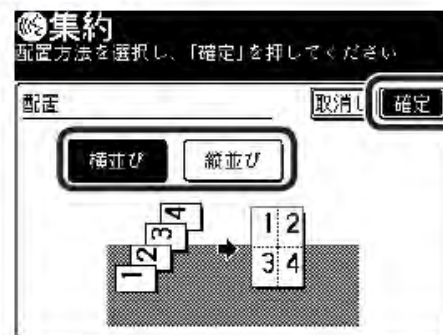 集約
配置方法を選択し、「確定」を押してください
配置
取消し
確定
横並び
縦並び
1 2 3 4
1 2
3 4